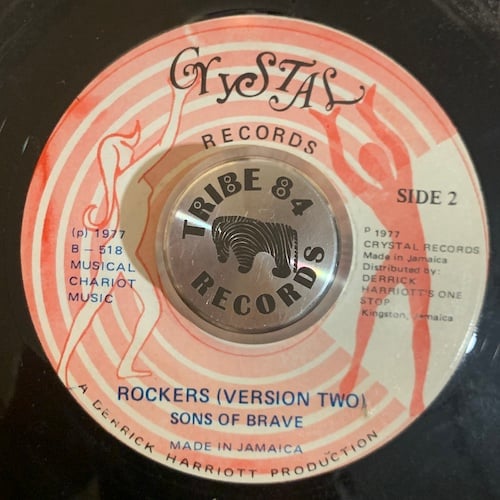 CRYSTAL
RECORDS
TRIBE 84
RECORDS
SIDE 2
(p) 1977
B - 518
MUSICAL
CHARIOT
MUSIC
P 1977
CRYSTAL RECORDS
Made in Jamaica
Distributed by:
DERRICK
HARRIOTT'S ONE
STOP
Kingston, Jamaica
ROCKERS (VERSION TWO)
SONS OF BRAVE
MADE IN JAMAICA
A DERRICK HARRIOTT PRODUCTION